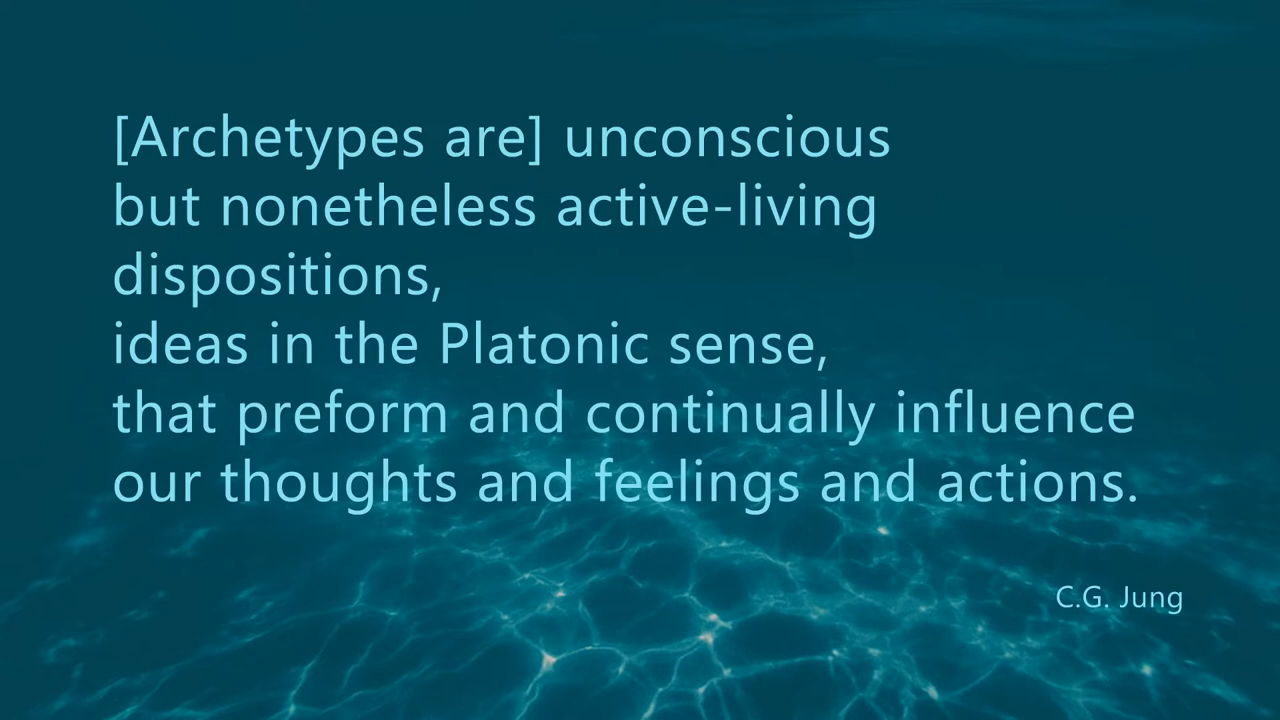 [Archetypes are] unconscious
but nonetheless active-living
dispositions,
ideas in the Platonic sense,
that preform and continually influence
our thoughts and feelings and actions.
C.G. Jung